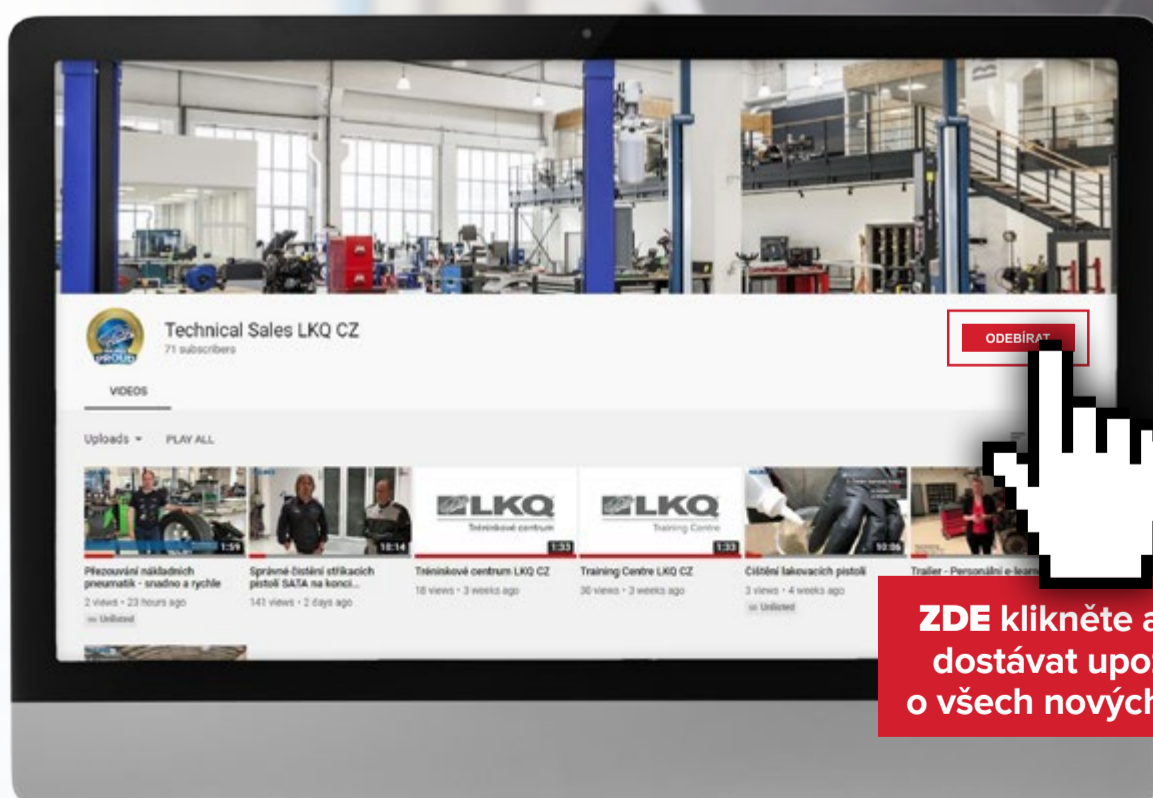 Technical Sales LKQ CZ
71 subscribers
ODEBÍRAT
VIDEOS
Uploads
PLAY ALL
LKQ
Tréninkové centrum
LKQ
Training Centre
1:59
10:14
1:33
1:33
10:06
Přezouvání nákladních
pneumatik - snadno a rychle
2 views • 23 hours ago
Unlisted
Správné čištění stříkacích
pistolí SATA na konci...
141 views • 2 days ago
Tréninkové centrum LKQ CZ
18 views • 3 weeks ago
Training Centre LKQ CZ
30 views • 3 weeks ago
Čištění lakovacích pistolí
3 views • 4 weeks ago
Unlisted
Trailer - Personální e-learn
ZDE klikněte a
dostávat upo
o všech nových